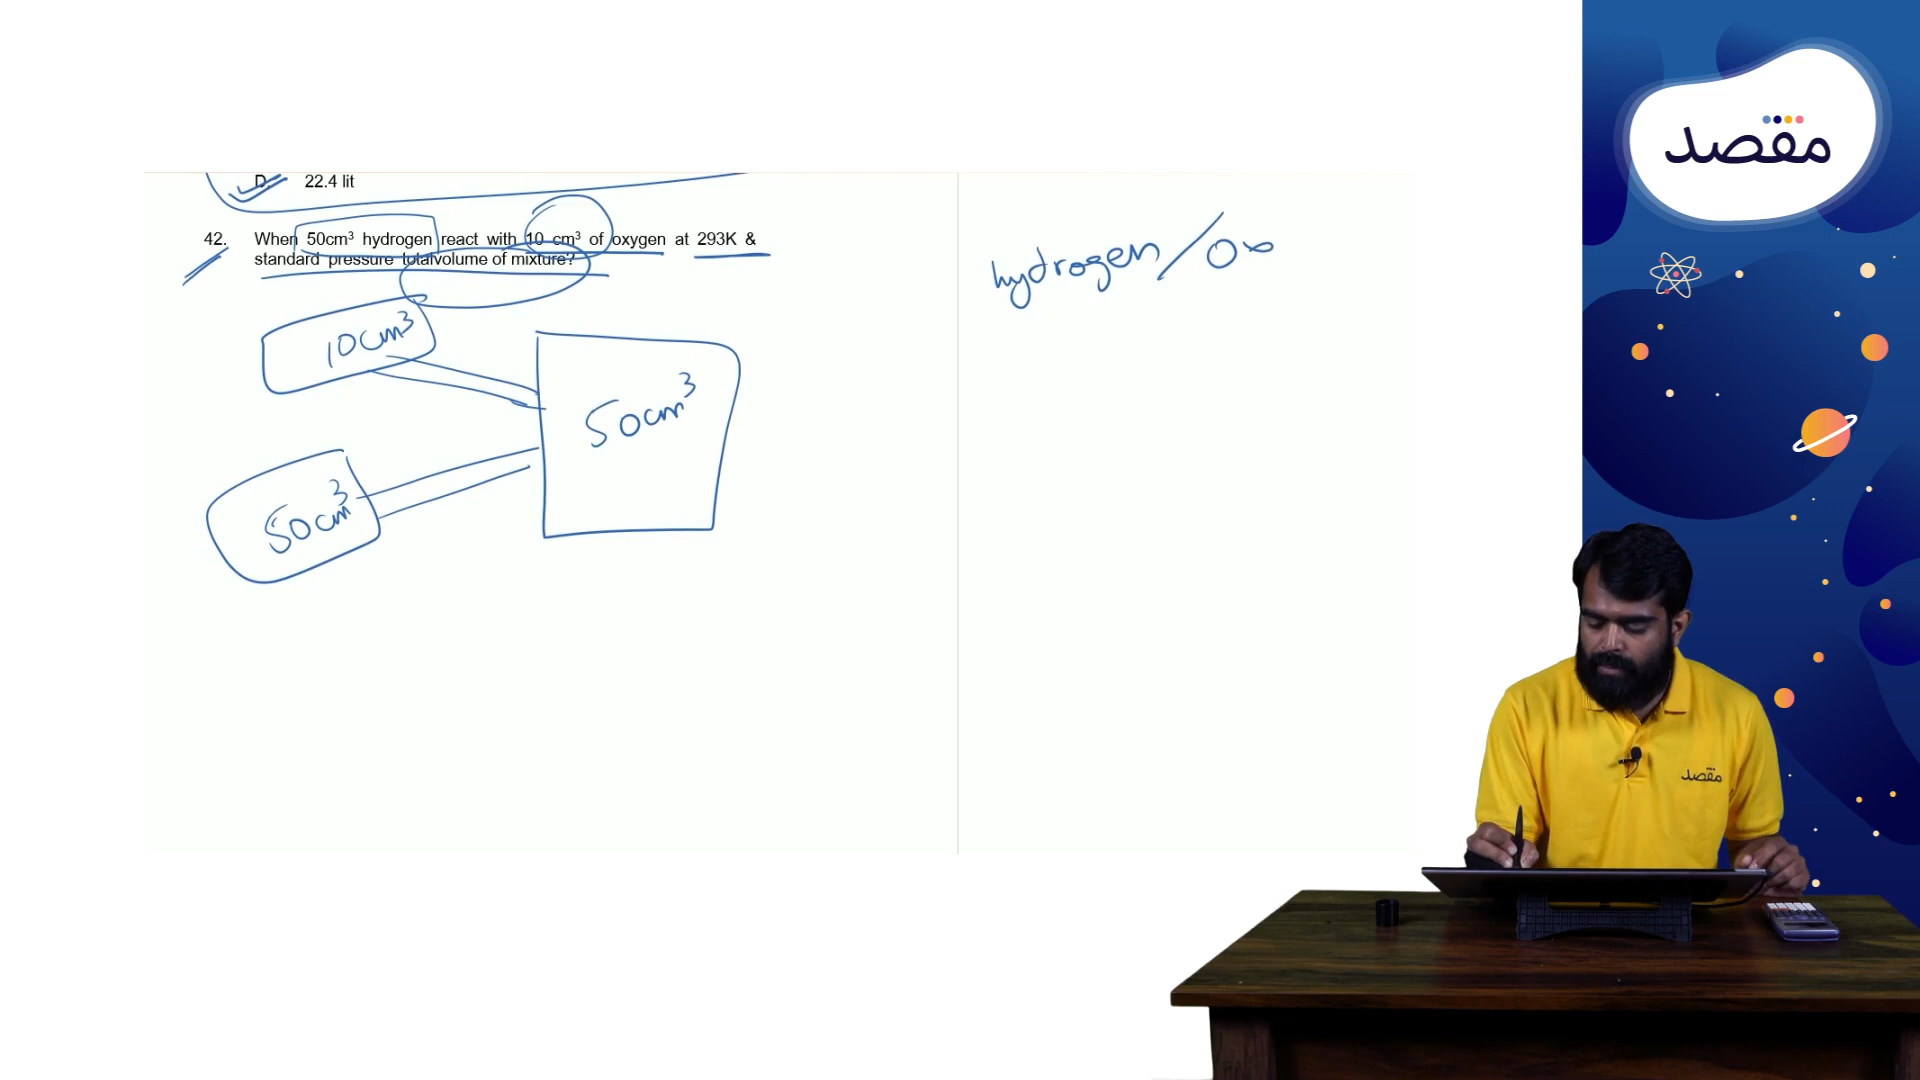 D. 22.4 lit
42. When 50cm³ hydrogen react with 10 cm³ of oxygen at 293K &
standard pressure totalvolume of mixture?
10cm³
50cm³
50cm³
hydrogen/Ox
مقصد
مقصد